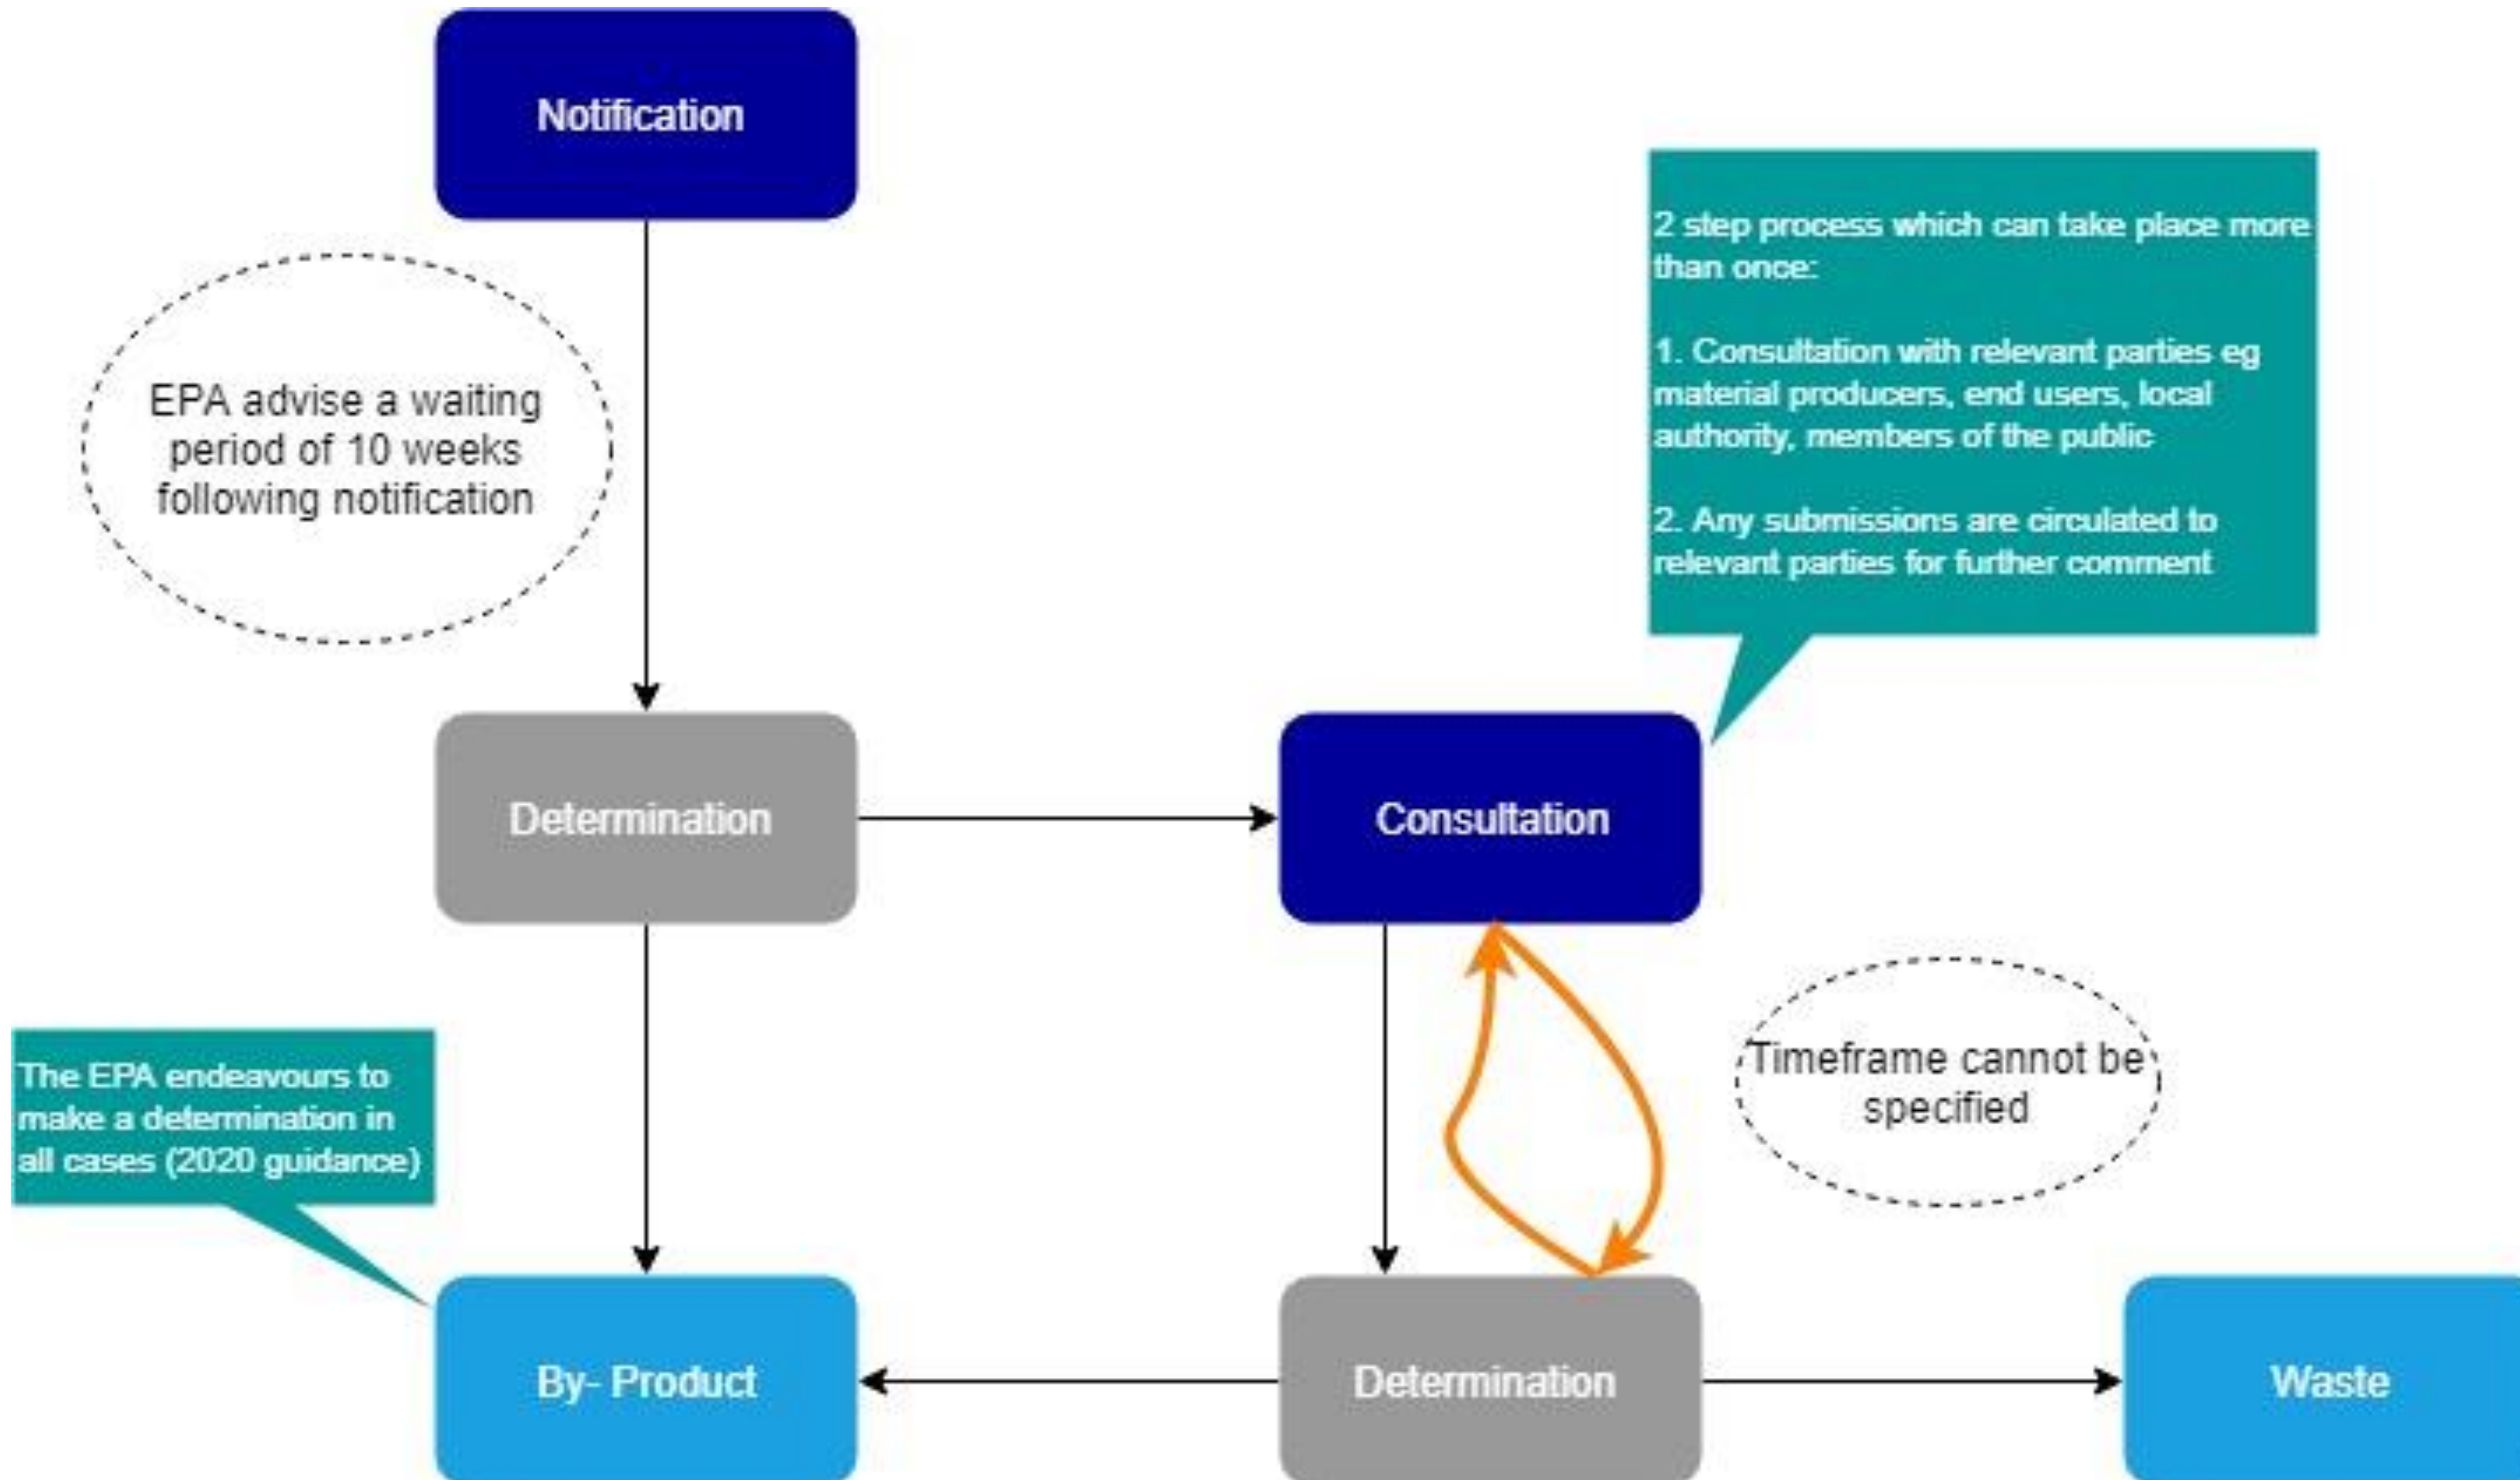 Notification
EPA advise a waiting
period of 10 weeks
following notification
2 step process which can take place more
than once:
1. Consultation with relevant parties eg
material producers, end users, local
authority, members of the public
2. Any submissions are circulated to
relevant parties for further comment
Determination
Consultation
The EPA endeavours to
make a determination in
all cases (2020 guidance)
Timeframe cannot be
specified
By- Product
Determination
Waste